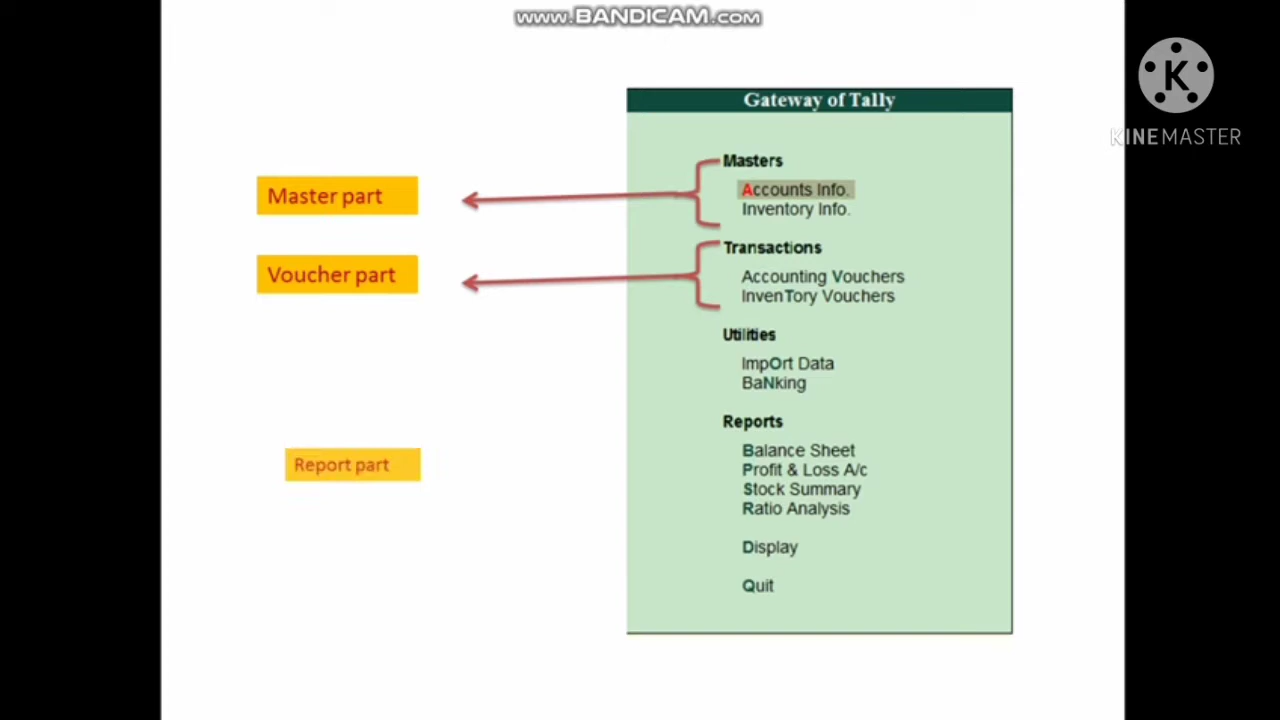 www.BANDICAM.com
KINEMASTER
K
Gateway of Tally
Masters
Accounts Info.
Inventory Info.
Transactions
Accounting Vouchers
InvenTory Vouchers
Utilities
ImpOrt Data
BaNking
Reports
Balance Sheet
Profit & Loss A/c
Stock Summary
Ratio Analysis
Display
Quit
Master part
Voucher part
Report part